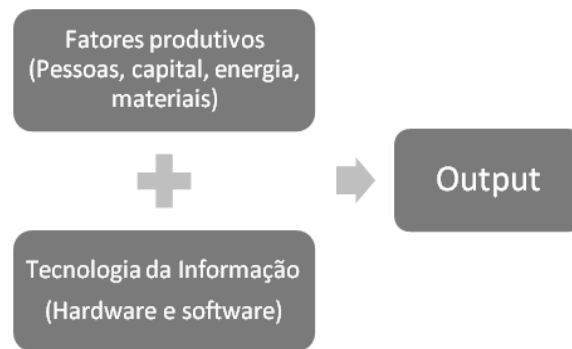 Fatores produtivos
(Pessoas, capital, energia,
materiais)
Output
Tecnologia da Informação
(Hardware e software)